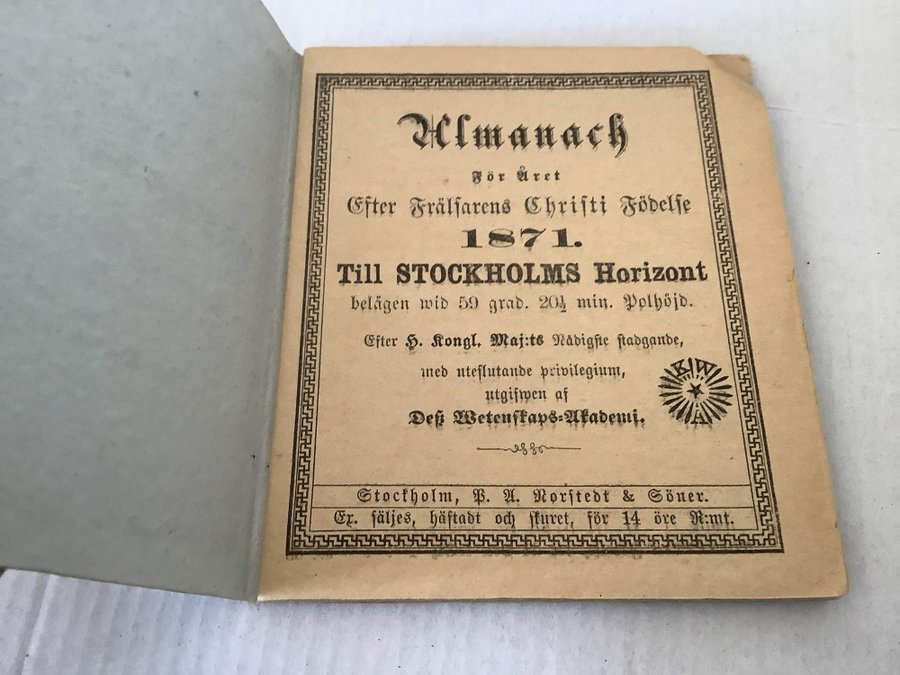 Almanach
För Året
Efter Frälsarens Christi Födelse
1871.
Till STOCKHOLMS Horizont
belägen wid 59 grad. 20½ min. Polhöjd.
Efter H. Kongl. Maj:ts Nådigste stadgande,
med uteslutande privilegium,
utgifwen af
Deß Wetenskaps-Akademi.
K W A
Stockholm, P. A. Norstedt & Söner.
Ex. säljes, häftadt och skuret, för 14 öre R:mt.